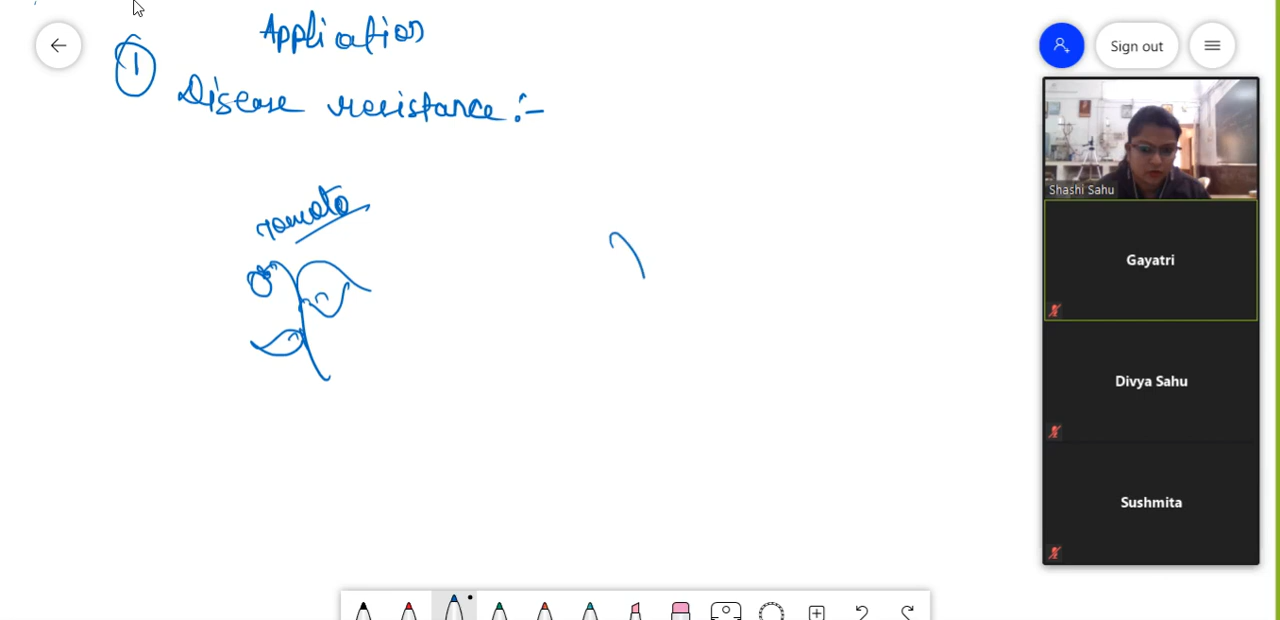 Application
① Disease resistance :-
Tomato
Sign out
Shashi Sahu
Gayatri
Divya Sahu
Sushmita